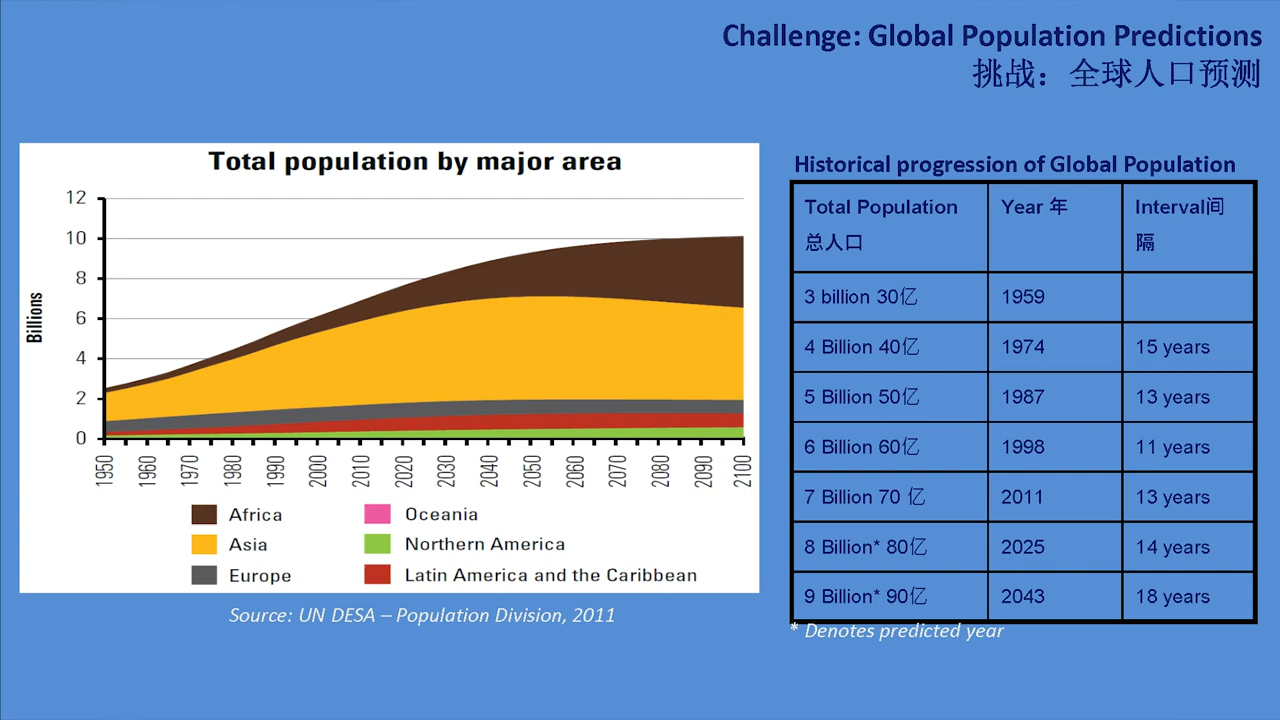 Challenge: Global Population Predictions
挑战：全球人口预测
Total population by major area
12
10
8
6
4
2
0
Billions
1950 1960 1970 1980 1990 2000 2010 2020 2030 2040 2050 2060 2070 2080 2090 2100
Africa Oceania
Asia Northern America
Europe Latin America and the Caribbean
Source: UN DESA – Population Division, 2011
Historical progression of Global Population
Total Population Year 年 Interval间
总人口 隔
3 billion 30亿 1959
4 Billion 40亿 1974 15 years
5 Billion 50亿 1987 13 years
6 Billion 60亿 1998 11 years
7 Billion 70 亿 2011 13 years
8 Billion* 80亿 2025 14 years
9 Billion* 90亿 2043 18 years
* Denotes predicted year